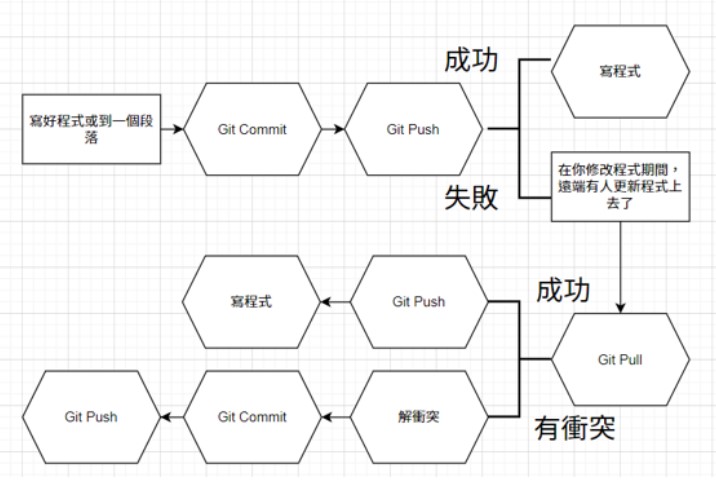 成功
寫程式
寫好程式或到一個段
落
Git Commit
Git Push
失敗
在你修改程式期間，
遠端有人更新程式上
去了
寫程式
Git Push
成功
Git Pull
Git Push
Git Commit
解衝突
有衝突